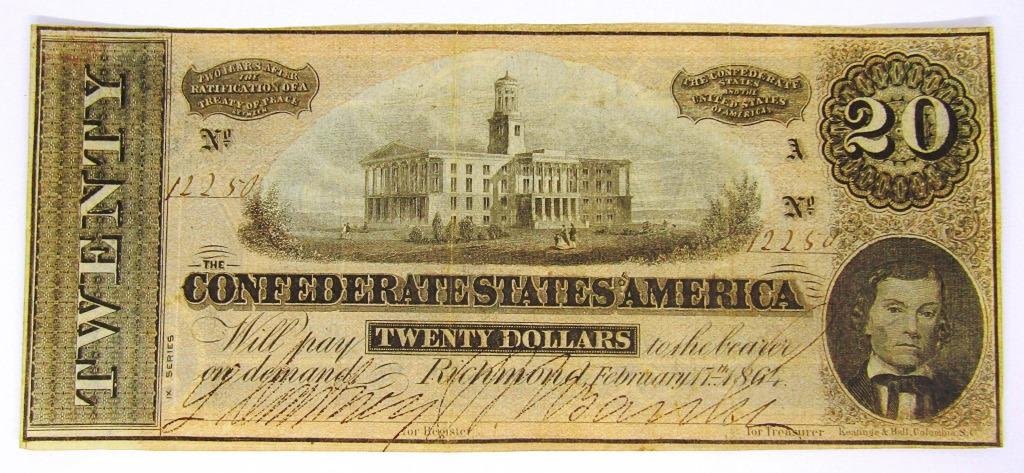 TWENTY
TWO YEARS AFTER
THE
RATIFICATION OF A
TREATY OF PEACE
BETWEEN
THE CONFEDERATE
STATES
AND THE
UNITED STATES
OF AMERICA.
20
No
A
12250
No
12250
THE
CONFEDERATE STATES OF AMERICA
Will pay TWENTY DOLLARS to the bearer
on demand Richmond, February 17th 1864.
IX SERIES
for Register
for Treasurer
Keatinge & Ball, Columbia, S.C.